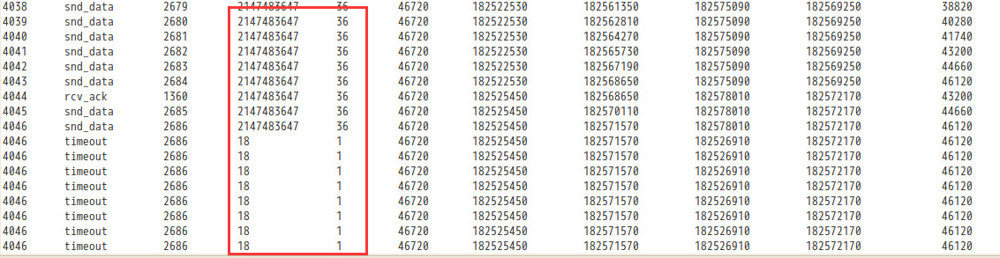 4038 snd_data 2679 2147483647 36 46720 182522530 182561350 182575090 182569250 38820
4039 snd_data 2680 2147483647 36 46720 182522530 182562810 182575090 182569250 40280
4040 snd_data 2681 2147483647 36 46720 182522530 182564270 182575090 182569250 41740
4041 snd_data 2682 2147483647 36 46720 182522530 182565730 182575090 182569250 43200
4042 snd_data 2683 2147483647 36 46720 182522530 182567190 182575090 182569250 44660
4043 snd_data 2684 2147483647 36 46720 182522530 182568650 182575090 182569250 46120
4044 rcv_ack 1360 2147483647 36 46720 182525450 182568650 182578010 182572170 43200
4045 snd_data 2685 2147483647 36 46720 182525450 182570110 182578010 182572170 44660
4046 snd_data 2686 2147483647 36 46720 182525450 182571570 182578010 182572170 46120
4046 timeout 2686 18 1 46720 182525450 182571570 182526910 182572170 46120
4046 timeout 2686 18 1 46720 182525450 182571570 182526910 182572170 46120
4046 timeout 2686 18 1 46720 182525450 182571570 182526910 182572170 46120
4046 timeout 2686 18 1 46720 182525450 182571570 182526910 182572170 46120
4046 timeout 2686 18 1 46720 182525450 182571570 182526910 182572170 46120
4046 timeout 2686 18 1 46720 182525450 182571570 182526910 182572170 46120
4046 timeout 2686 18 1 46720 182525450 182571570 182526910 182572170 46120
4046 timeout 2686 18 1 46720 182525450 182571570 182526910 182572170 46120